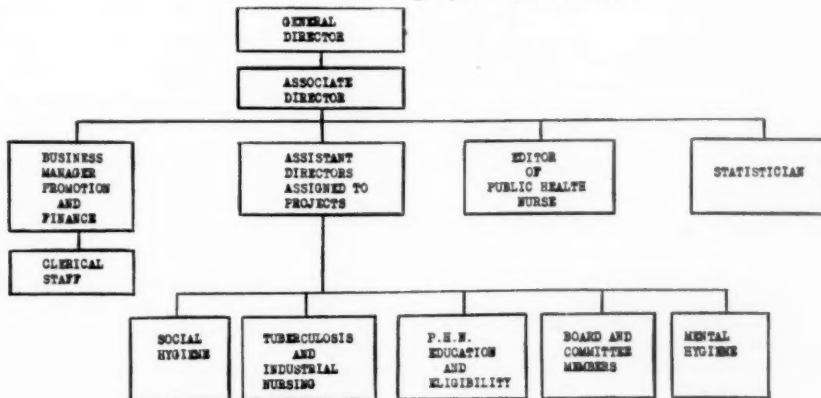 GENERAL
DIRECTOR
ASSOCIATE
DIRECTOR
BUSINESS
MANAGER
PROMOTION
AND
FINANCE
ASSISTANT
DIRECTORS
ASSIGNED TO
PROJECTS
EDITOR
OF
PUBLIC HEALTH
NURSE
STATISTICIAN
CLERICAL
STAFF
SOCIAL
HYGIENE
TUBERCULOSIS
AND
INDUSTRIAL
NURSING
P.H.N.
EDUCATION
AND
ELIGIBILITY
BOARD AND
COMMITTEE
MEMBERS
MENTAL
HYGIENE